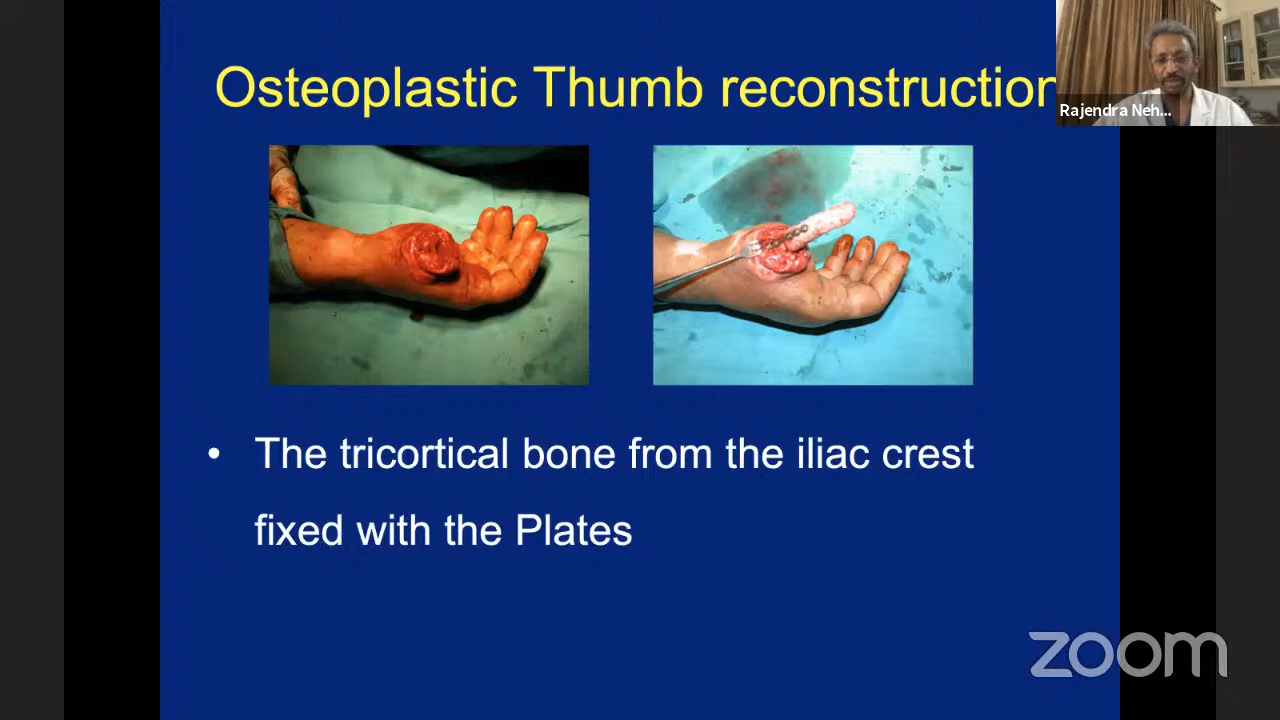 Osteoplastic Thumb reconstruction
Rajendra Neh...
• The tricortical bone from the iliac crest
fixed with the Plates
zoom